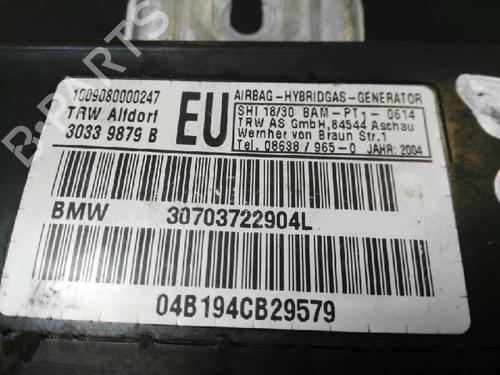 1009080000247
TRW Alfdorf
3033 9879 B
EU
AIRBAG-HYBRIDGAS-GENERATOR
SHI 18/30 BAM-PT1-0614
TRW AS GmbH, 84544 Aschau
Wernher von Braun Str.1
Tel. 08638/965-0 JAHR: 2004
BMW 30703722904L
04B194CB29579